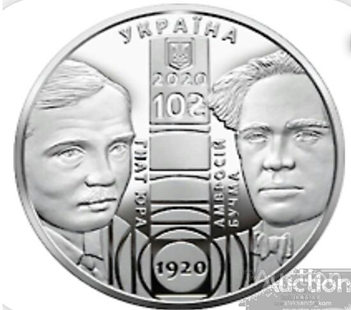 УКРАЇНА
2020
10₴
ГНАТ ЮРА
АМВРОСІЙ
БУЧМА
1920
Auction